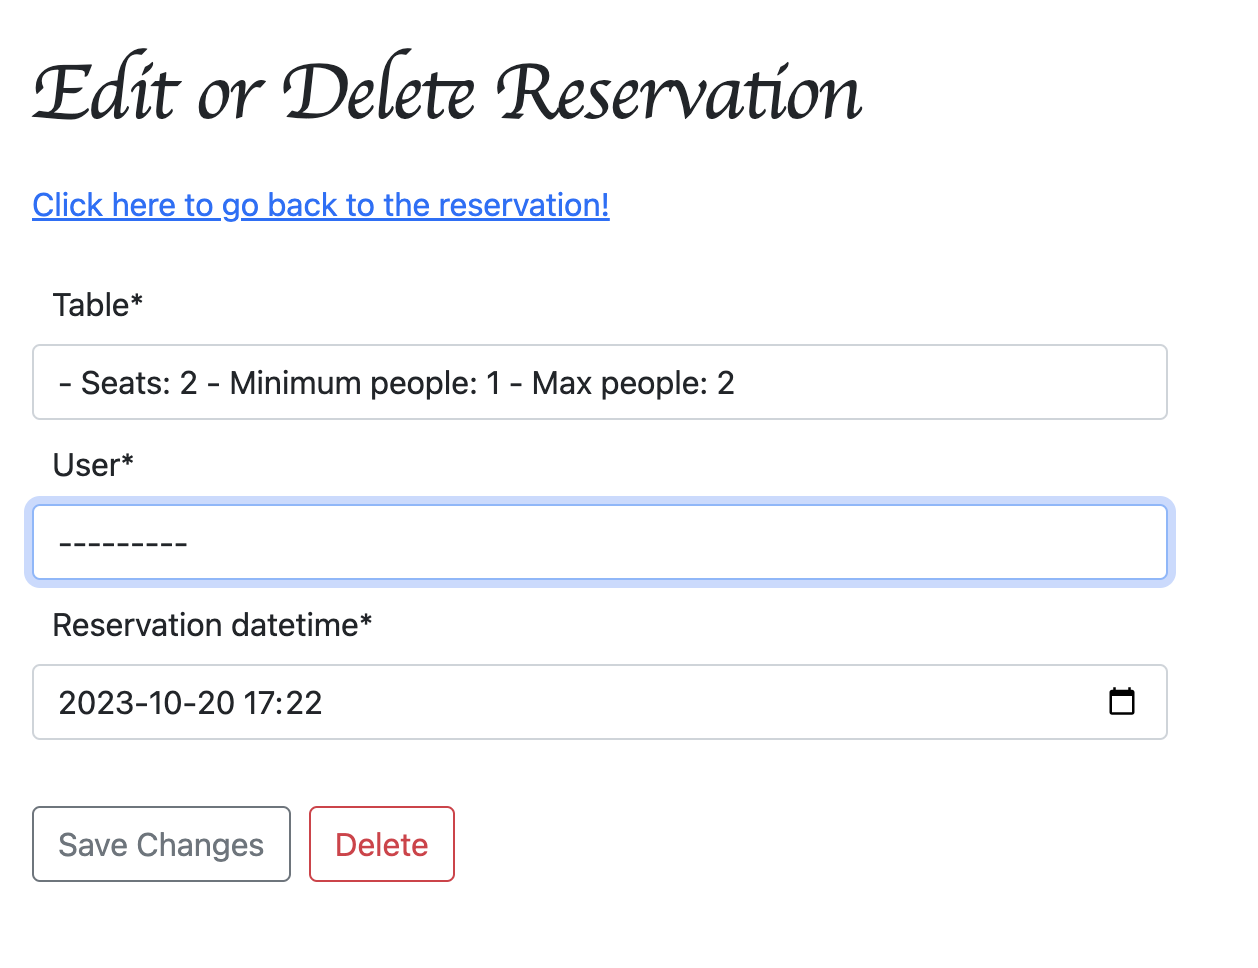 Edit or Delete Reservation
Click here to go back to the reservation!
Table*
- Seats: 2 - Minimum people: 1 - Max people: 2
User*
---------
Reservation datetime*
2023-10-20 17:22
Save Changes
Delete